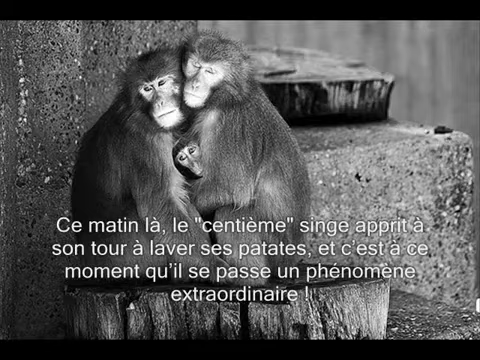 Ce matin là, le "centième" singe apprit à
son tour à laver ses patates, et c'est à ce
moment qu'il se passe un phénomène
extraordinaire !